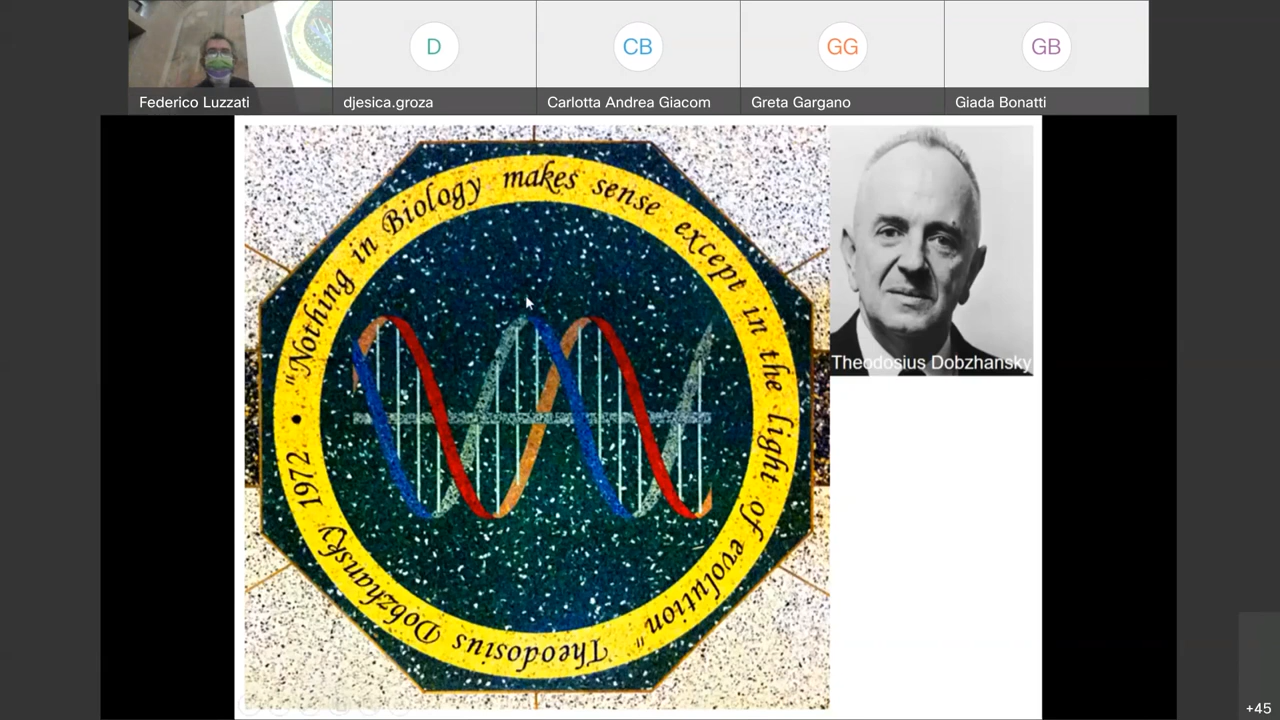 D
CB
GG
GB
Federico Luzzati
djesica.groza
Carlotta Andrea Giacom
Greta Gargano
Giada Bonatti
"Nothing in Biology makes sense except in the light of evolution"
Theodosius Dobzhansky 1972 •
Theodosius Dobzhansky
+45